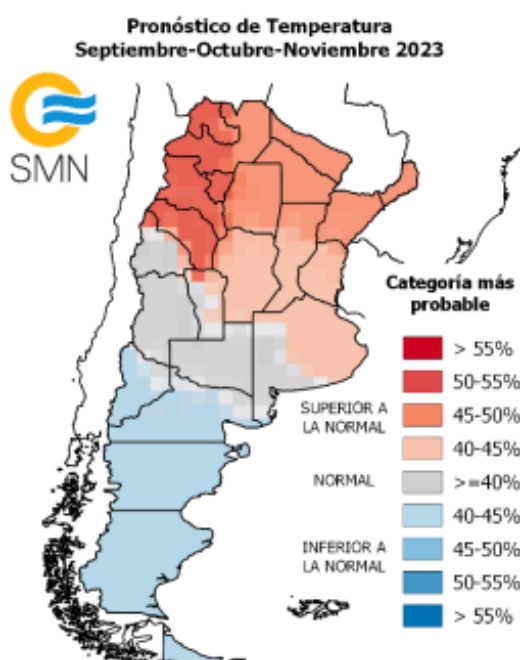 Pronóstico de Temperatura
Septiembre-Octubre-Noviembre 2023
SMN
Categoría más
probable
> 55%
50-55%
SUPERIOR A
LA NORMAL
45-50%
40-45%
NORMAL
>=40%
40-45%
INFERIOR A
LA NORMAL
45-50%
50-55%
> 55%